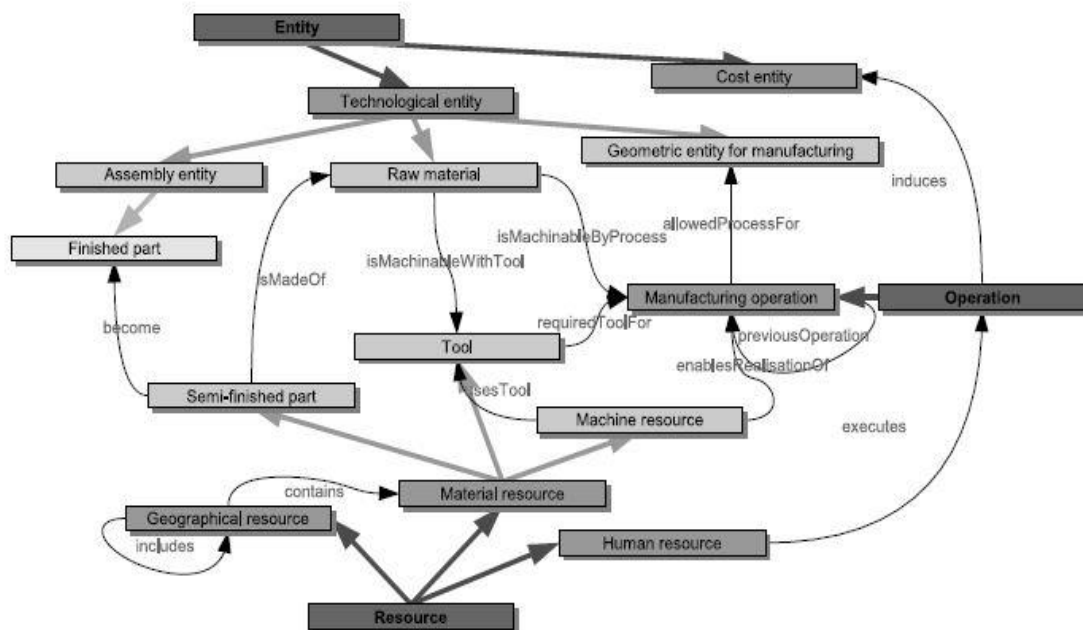 Entity
Cost entity
Technological entity
Geometric entity for manufacturing
Assembly entity
Raw material
induces
allowedProcessFor
isMachinableByProcess
Finished part
isMachinableWithTool
isMadeOf
Manufacturing operation
Operation
become
requiredToolFor
previousOperation
Tool
enablesRealisationOf
Semi-finished part
usesTool
Machine resource
executes
contains
Material resource
Geographical resource
includes
Human resource
Resource